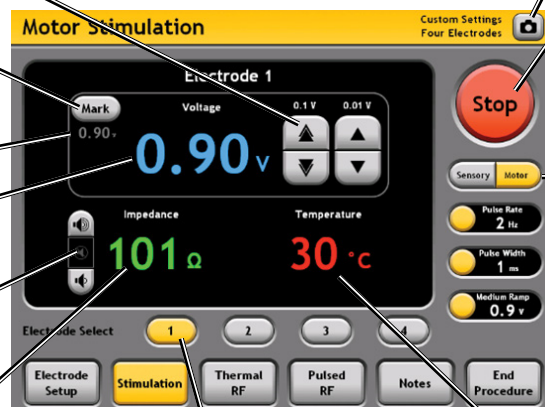 Motor Stimulation
Custom Settings
Four Electrodes
Electrode 1
Mark
0.90 v
Voltage
0.90 v
0.1 V
0.01 V
Stop
Sensory
Motor
Impedance
101 Ω
Temperature
30 °C
Pulse Rate
2 Hz
Pulse Width
1 ms
Medium Ramp
0.9 v
Electrode Select
1
2
3
4
Electrode
Setup
Stimulation
Thermal
RF
Pulsed
RF
Notes
End
Procedure